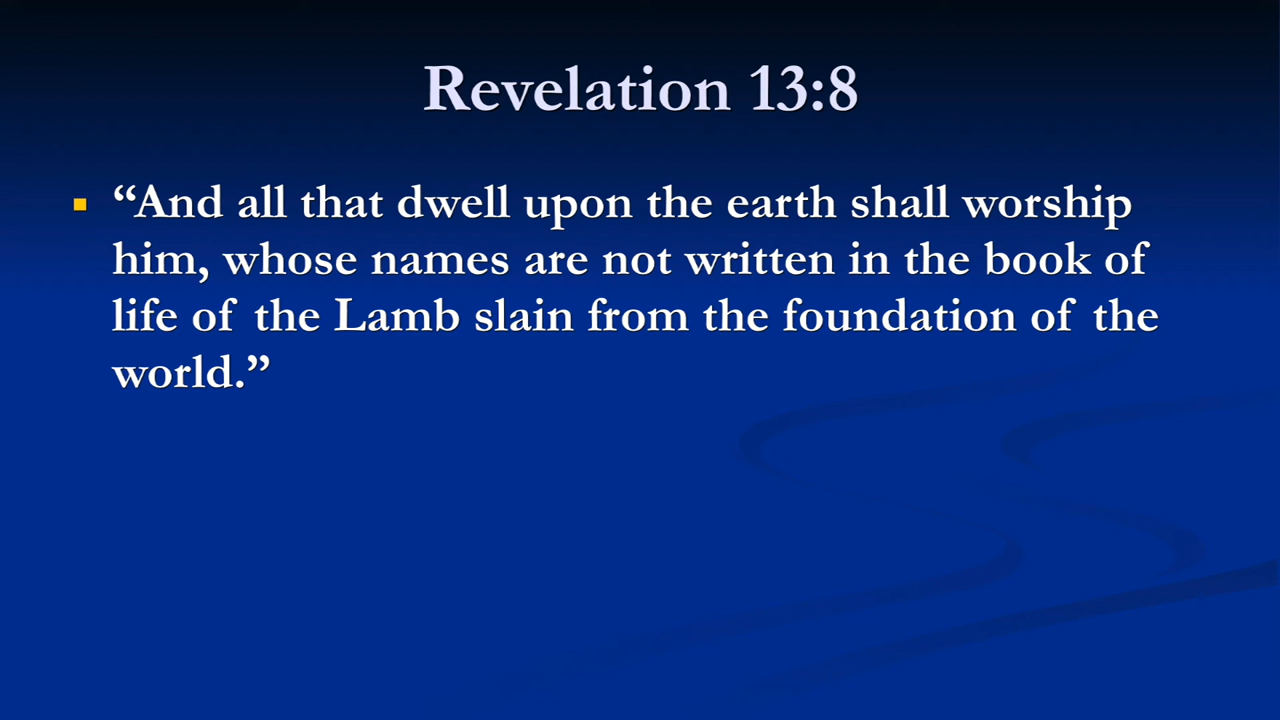 Revelation 13:8
“And all that dwell upon the earth shall worship
him, whose names are not written in the book of
life of the Lamb slain from the foundation of the
world.”